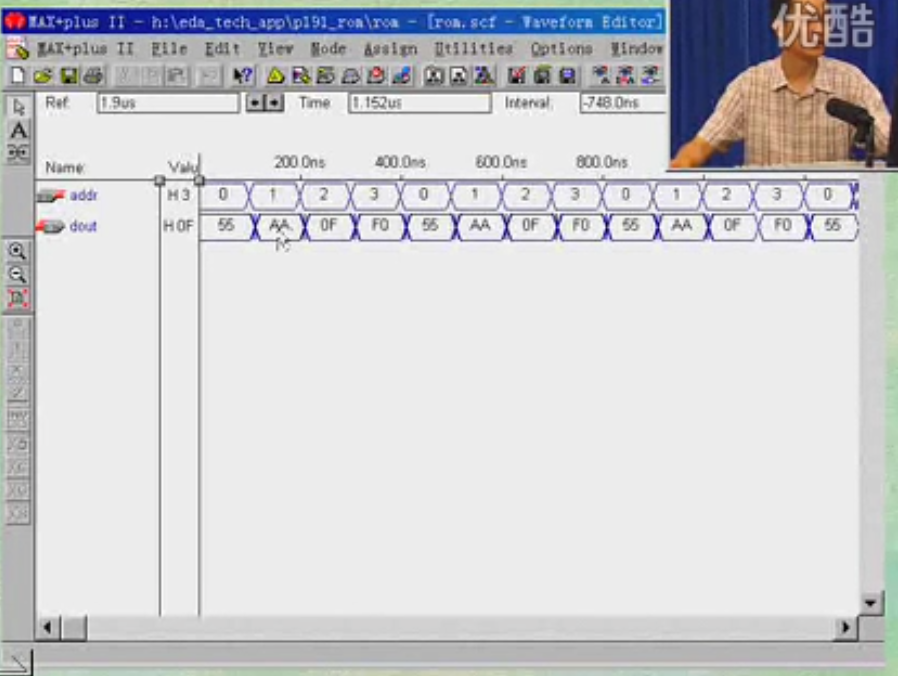 MAX+plus II - h:\eda_tech_app\p191_rom\rom - [rom.scf - Waveform Editor]
优酷
MAX+plus II File Edit View Node Assign Utilities Options Window
Ref: 1.9us Time: 1.152us Interval: -748.0ns
A
Name: Valu 200.0ns 400.0ns 600.0ns 800.0ns
addr H 3 0 1 2 3 0 1 2 3 0 1 2 3 0
dout H 0F 55 AA 0F F0 55 AA 0F F0 55 AA 0F F0 55